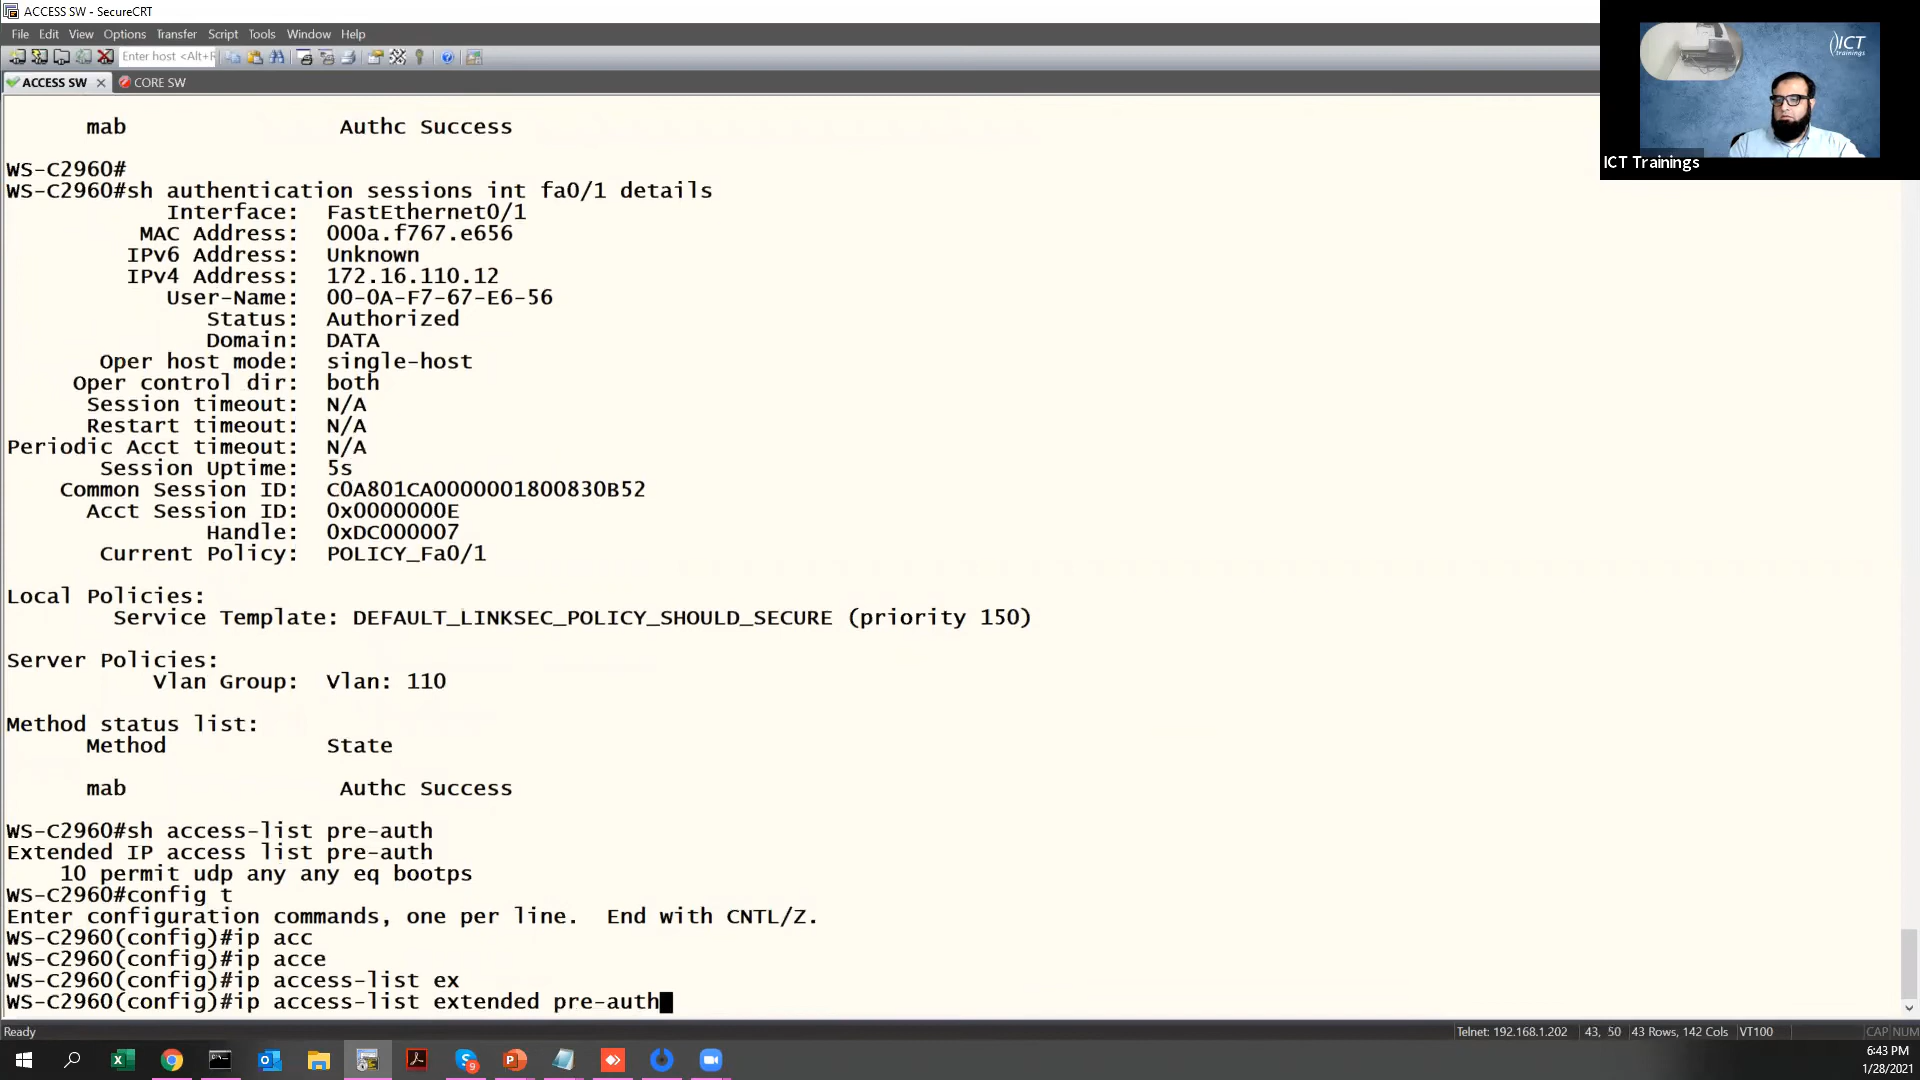 ACCESS SW - SecureCRT
File Edit View Options Transfer Script Tools Window Help
Enter host <Alt+R
ACCESS SW CORE SW
ICT
trainings
ICT Trainings
mab Authc Success
WS-C2960#
WS-C2960#sh authentication sessions int fa0/1 details
Interface: FastEthernet0/1
MAC Address: 000a.f767.e656
IPv6 Address: Unknown
IPv4 Address: 172.16.110.12
User-Name: 00-0A-F7-67-E6-56
Status: Authorized
Domain: DATA
Oper host mode: single-host
Oper control dir: both
Session timeout: N/A
Restart timeout: N/A
Periodic Acct timeout: N/A
Session Uptime: 5s
Common Session ID: C0A801CA0000001800830B52
Acct Session ID: 0x0000000E
Handle: 0xDC000007
Current Policy: POLICY_Fa0/1
Local Policies:
Service Template: DEFAULT_LINKSEC_POLICY_SHOULD_SECURE (priority 150)
Server Policies:
Vlan Group: Vlan: 110
Method status list:
Method State
mab Authc Success
WS-C2960#sh access-list pre-auth
Extended IP access list pre-auth
10 permit udp any any eq bootps
WS-C2960#config t
Enter configuration commands, one per line. End with CNTL/Z.
WS-C2960(config)#ip acc
WS-C2960(config)#ip acce
WS-C2960(config)#ip access-list ex
WS-C2960(config)#ip access-list extended pre-auth
Ready Telnet: 192.168.1.202 43, 50 43 Rows, 142 Cols VT100 CAP NUM
6:43 PM
1/28/2021